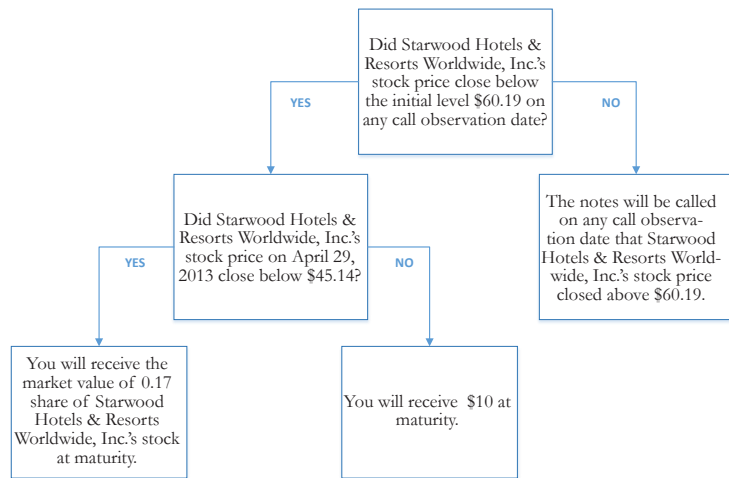 Did Starwood Hotels &
Resorts Worldwide, Inc.'s
stock price close below
the initial level $60.19 on
any call observation date?
YES
NO
Did Starwood Hotels &
Resorts Worldwide, Inc.'s
stock price on April 29,
2013 close below $45.14?
The notes will be called
on any call observa-
tion date that Starwood
Hotels & Resorts World-
wide, Inc.'s stock price
closed above $60.19.
YES
NO
You will receive the
market value of 0.17
share of Starwood
Hotels & Resorts
Worldwide, Inc.'s stock
at maturity.
You will receive $10 at
maturity.